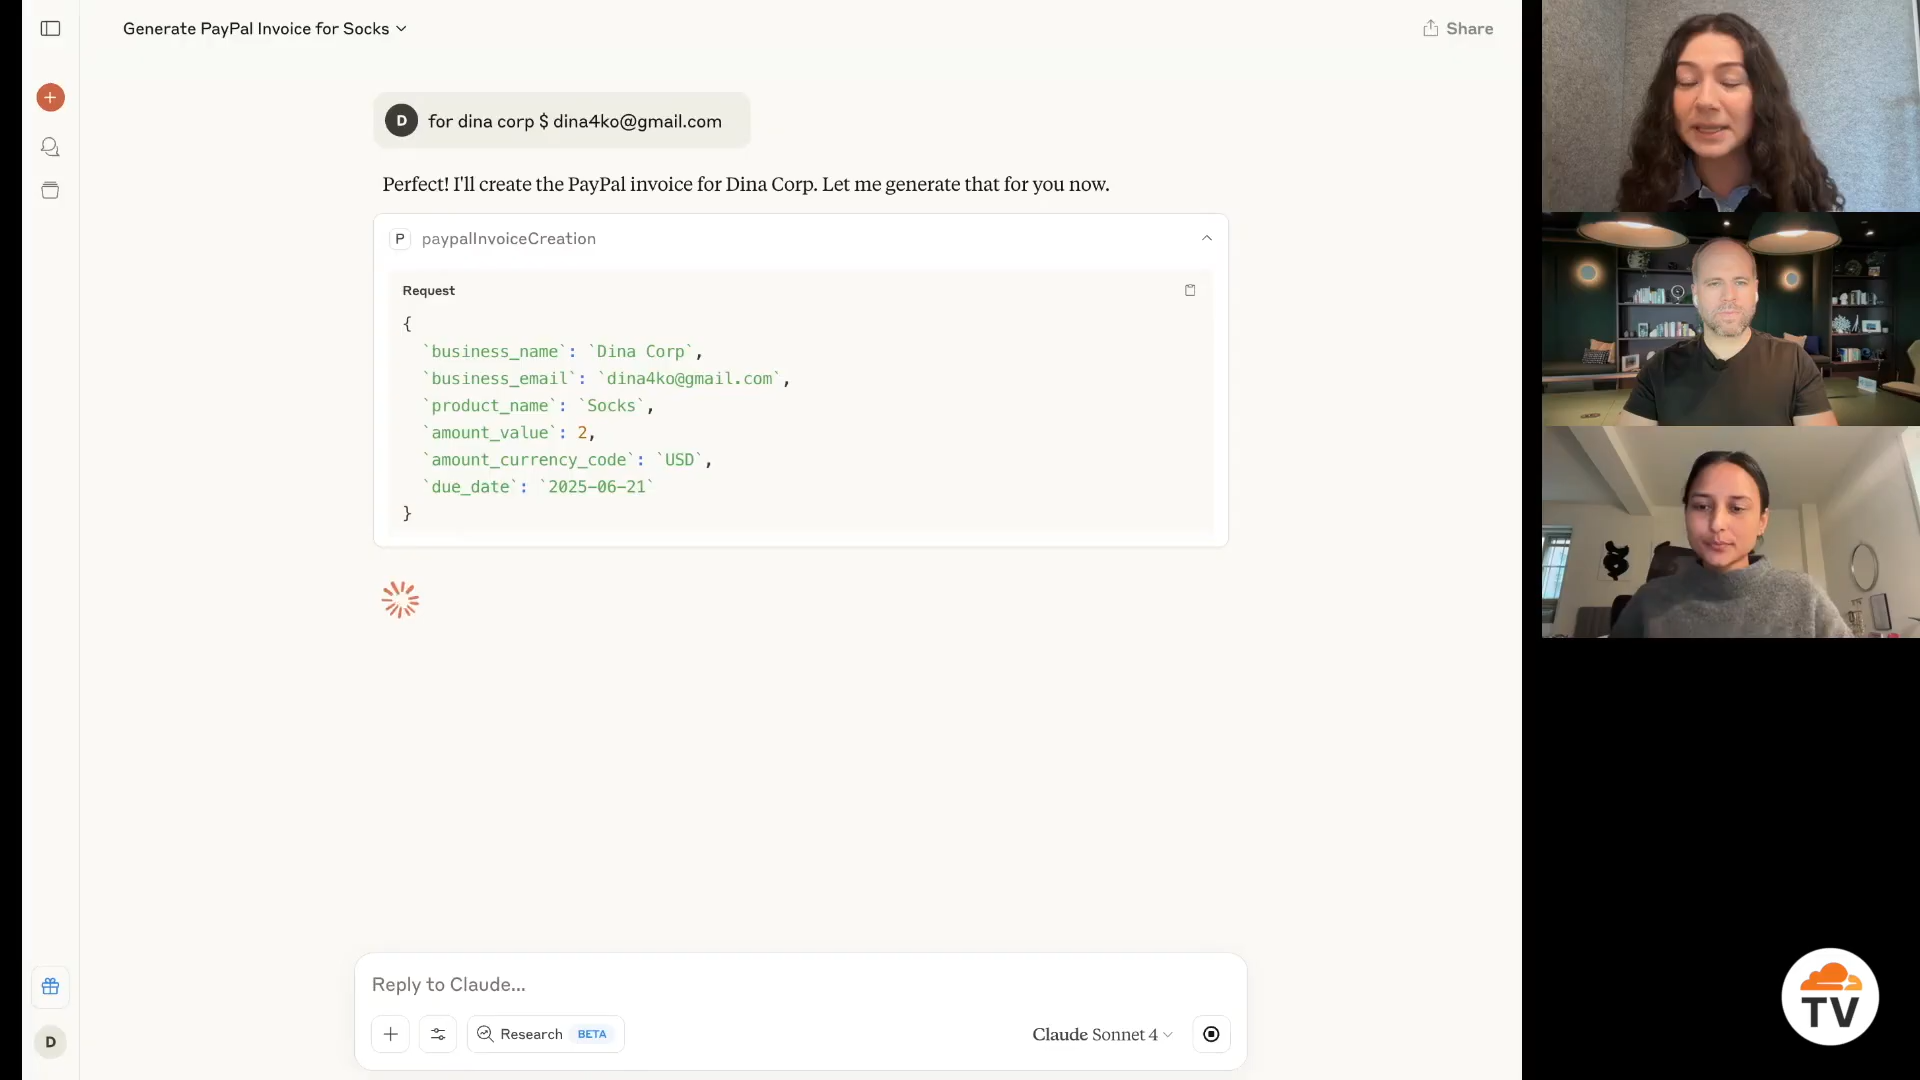 Generate PayPal Invoice for Socks
Share
D
for dina corp $ dina4ko@gmail.com
Perfect! I'll create the PayPal invoice for Dina Corp. Let me generate that for you now.
P
paypalInvoiceCreation
Request
{
`business_name`: `Dina Corp`,
`business_email`: `dina4ko@gmail.com`,
`product_name`: `Socks`,
`amount_value`: 2,
`amount_currency_code`: `USD`,
`due_date`: `2025-06-21`
}
Reply to Claude...
Research BETA
Claude Sonnet 4
D
TV